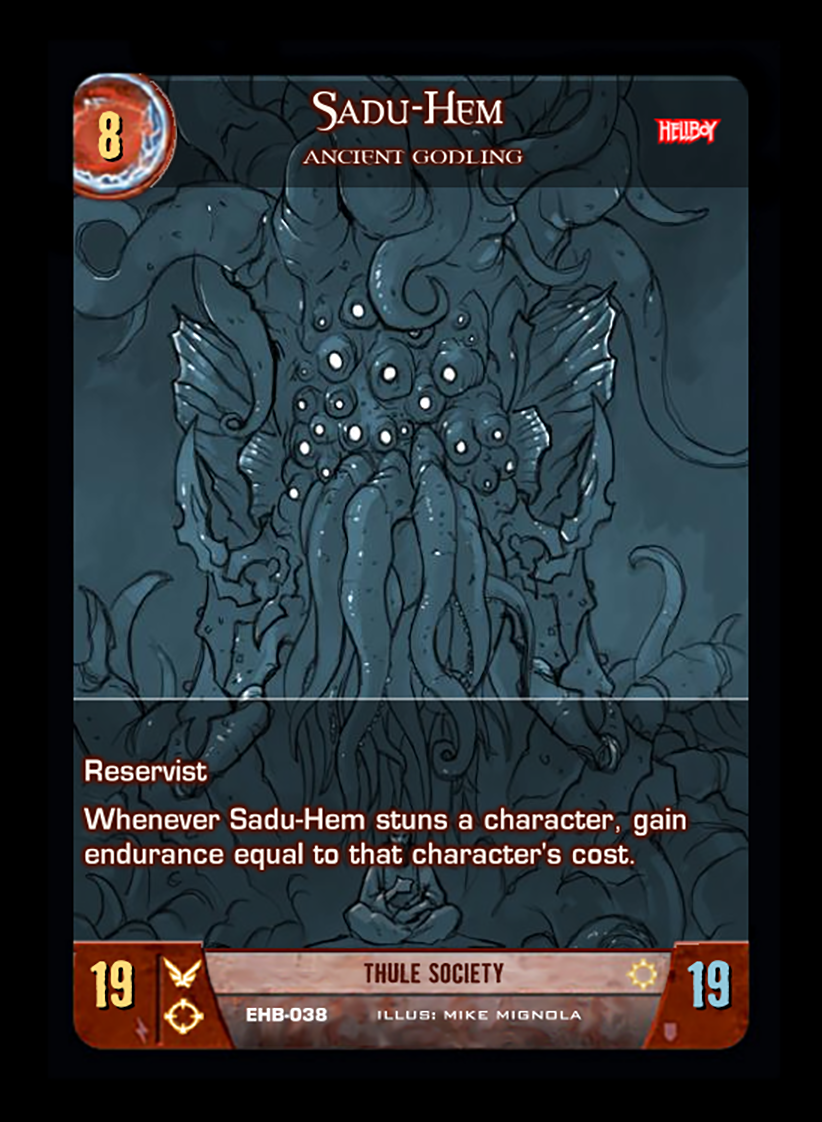 8
SADU-HEM
ANCIENT GODLING
HELLBOY
Reservist
Whenever Sadu-Hem stuns a character, gain
endurance equal to that character's cost.
19
THULE SOCIETY
19
EHB-038 ILLUS: MIKE MIGNOLA